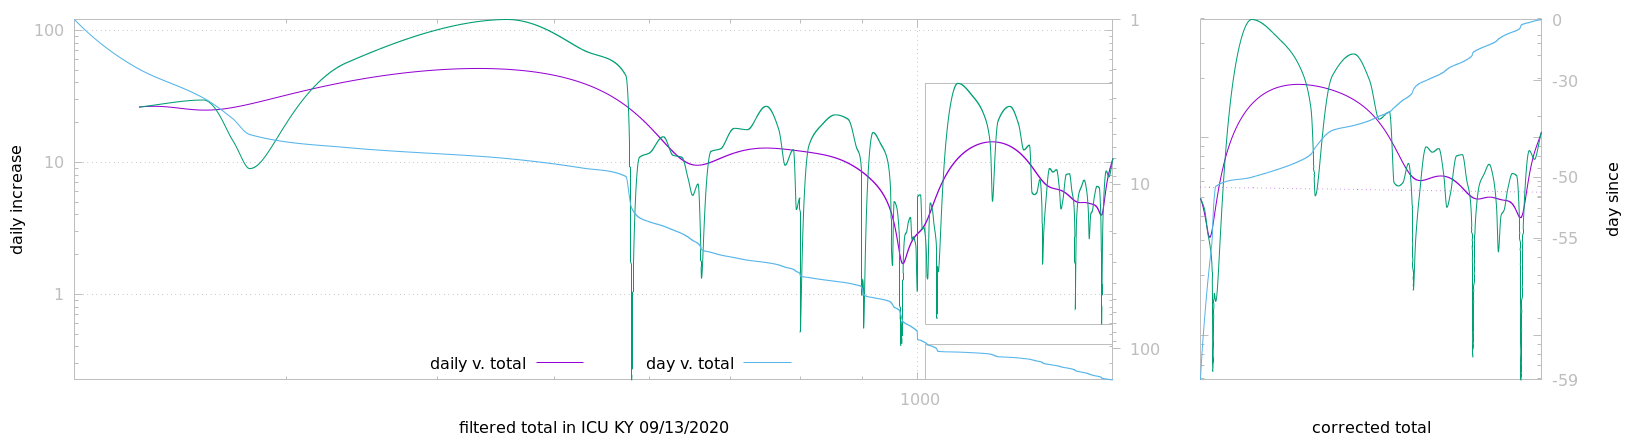 daily increase
100
10
1
daily v. total
day v. total
1
10
100
1000
filtered total in ICU KY 09/13/2020
0
-30
-50
-55
-59
day since
corrected total